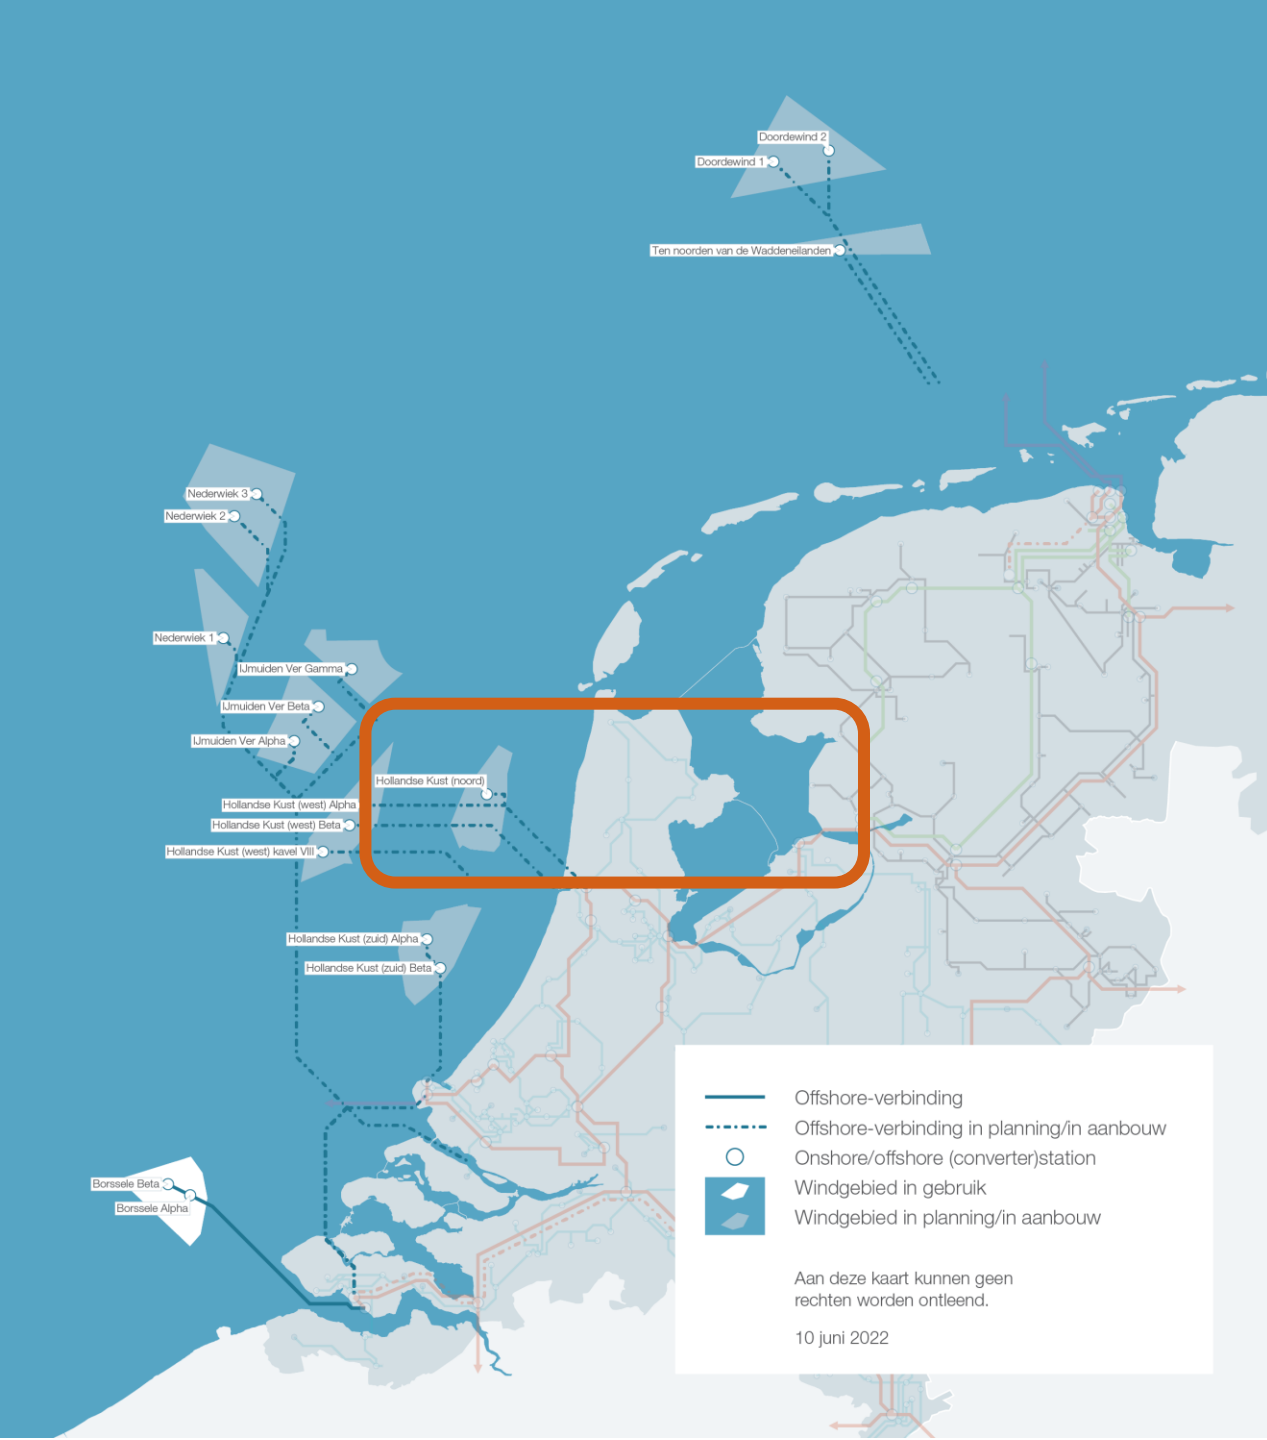 Doordewind 2
Doordewind 1
Ten noorden van de Waddeneilanden
Nederwiek 3
Nederwiek 2
Nederwiek 1
IJmuiden Ver Gamma
IJmuiden Ver Beta
IJmuiden Ver Alpha
Hollandse Kust (noord)
Hollandse Kust (west) Alpha
Hollandse Kust (west) Beta
Hollandse Kust (west) kavel VIII
Hollandse Kust (zuid) Alpha
Hollandse Kust (zuid) Beta
Borssele Beta
Borssele Alpha
Offshore-verbinding
Offshore-verbinding in planning/in aanbouw
Onshore/offshore (converter)station
Windgebied in gebruik
Windgebied in planning/in aanbouw
Aan deze kaart kunnen geen
rechten worden ontleend.
10 juni 2022